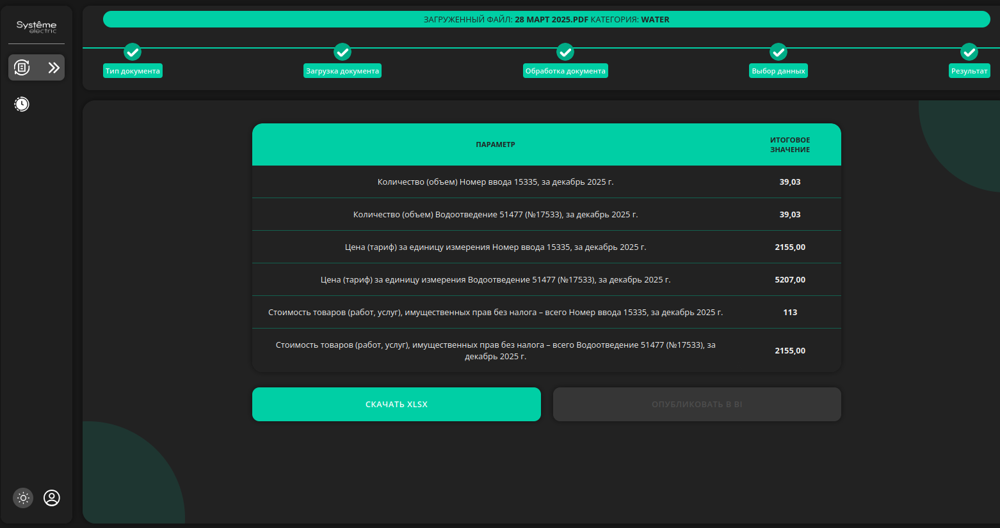 Système
electric
ЗАГРУЖЕННЫЙ ФАЙЛ: 28 МАРТ 2025.PDF КАТЕГОРИЯ: WATER
Тип документа
Загрузка документа
Обработка документа
Выбор данных
Результат
ПАРАМЕТР
ИТОГОВОЕ
ЗНАЧЕНИЕ
Количество (объем) Номер ввода 15335, за декабрь 2025 г.
39,03
Количество (объем) Водоотведение 51477 (№17533), за декабрь 2025 г.
39,03
Цена (тариф) за единицу измерения Номер ввода 15335, за декабрь 2025 г.
2155,00
Цена (тариф) за единицу измерения Водоотведение 51477 (№17533), за декабрь 2025 г.
5207,00
Стоимость товаров (работ, услуг), имущественных прав без налога – всего Номер ввода 15335, за декабрь 2025 г.
113
Стоимость товаров (работ, услуг), имущественных прав без налога – всего Водоотведение 51477 (№17533), за
декабрь 2025 г.
2155,00
СКАЧАТЬ XLSX
ОПУБЛИКОВАТЬ В BI